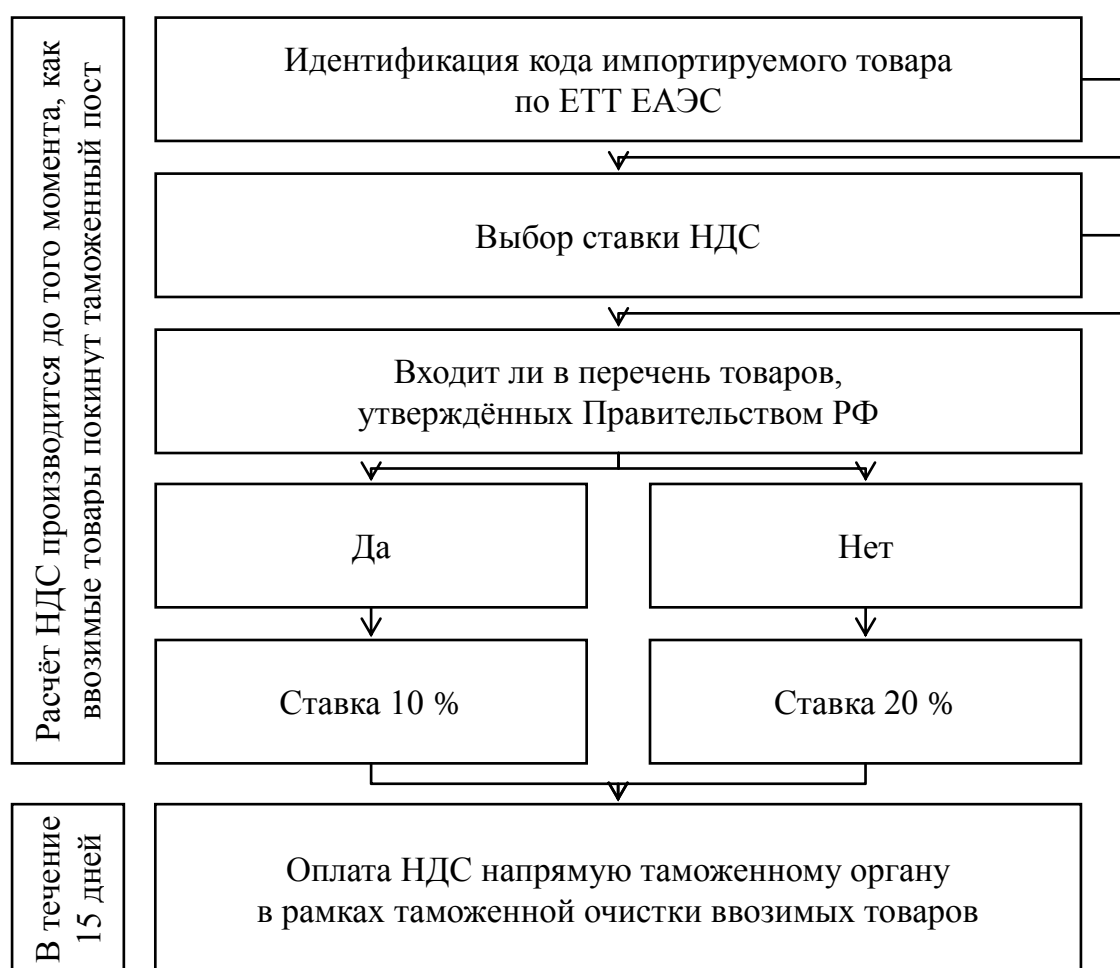 Расчёт НДС производится до того момента, как
ввозимые товары покинут таможенный пост
Идентификация кода импортируемого товара
по ЕТТ ЕАЭС
Выбор ставки НДС
Входит ли в перечень товаров,
утверждённых Правительством РФ
Да
Нет
Ставка 10 %
Ставка 20 %
В течение
15 дней
Оплата НДС напрямую таможенному органу
в рамках таможенной очистки ввозимых товаров